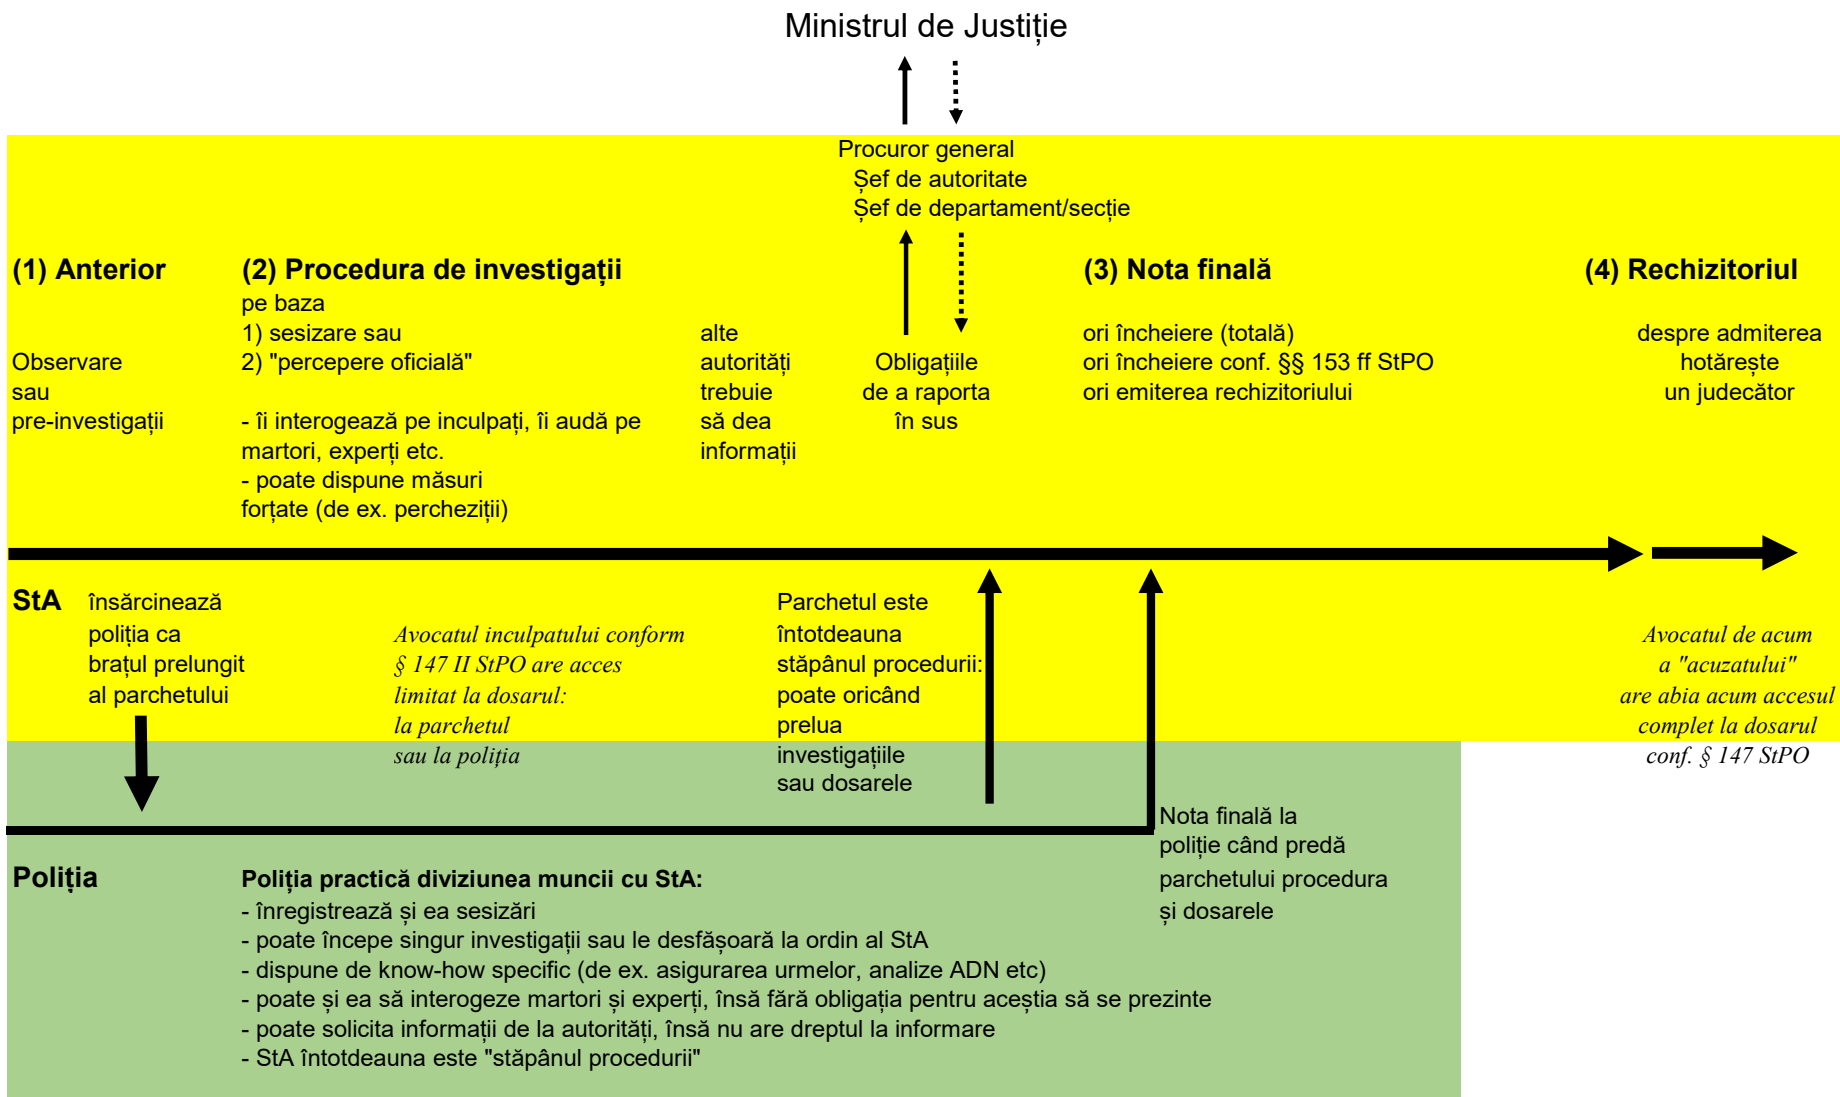 Ministrul de Justiție
Procuror general
Șef de autoritate
Șef de departament/secție
(1) Anterior
Observare
sau
pre-investigații
(2) Procedura de investigații
pe baza
1) sesizare sau
2) "percepere oficială"
- îi interogează pe inculpați, îi audă pe
martori, experți etc.
- poate dispune măsuri
forțate (de ex. percheziții)
alte
autorități
trebuie
să dea
informații
Obligațiile
de a raporta
în sus
(3) Nota finală
ori încheiere (totală)
ori încheiere conf. §§ 153 ff StPO
ori emiterea rechizitoriului
(4) Rechizitoriul
despre admiterea
hotărește
un judecător
StA
însărcinează
poliția ca
brațul prelungit
al parchetului
Avocatul inculpatului conform
§ 147 II StPO are acces
limitat la dosarul:
la parchetul
sau la poliția
Parchetul este
întotdeauna
stăpânul procedurii:
poate oricând
prelua
investigațiile
sau dosarele
Avocatul de acum
a "acuzatului"
are abia acum accesul
complet la dosarul
conf. § 147 StPO
Nota finală la
poliție când predă
parchetului procedura
și dosarele
Poliția
Poliția practică diviziunea muncii cu StA:
- înregistrează și ea sesizări
- poate începe singur investigații sau le desfășoară la ordin al StA
- dispune de know-how specific (de ex. asigurarea urmelor, analize ADN etc)
- poate și ea să interogeze martori și experți, însă fără obligația pentru aceștia să se prezinte
- poate solicita informații de la autorități, însă nu are dreptul la informare
- StA întotdeauna este "stăpânul procedurii"